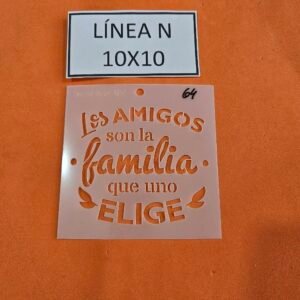 LÍNEA N
10X10
64
Los AMIGOS
son la
familia
que uno
ELIGE